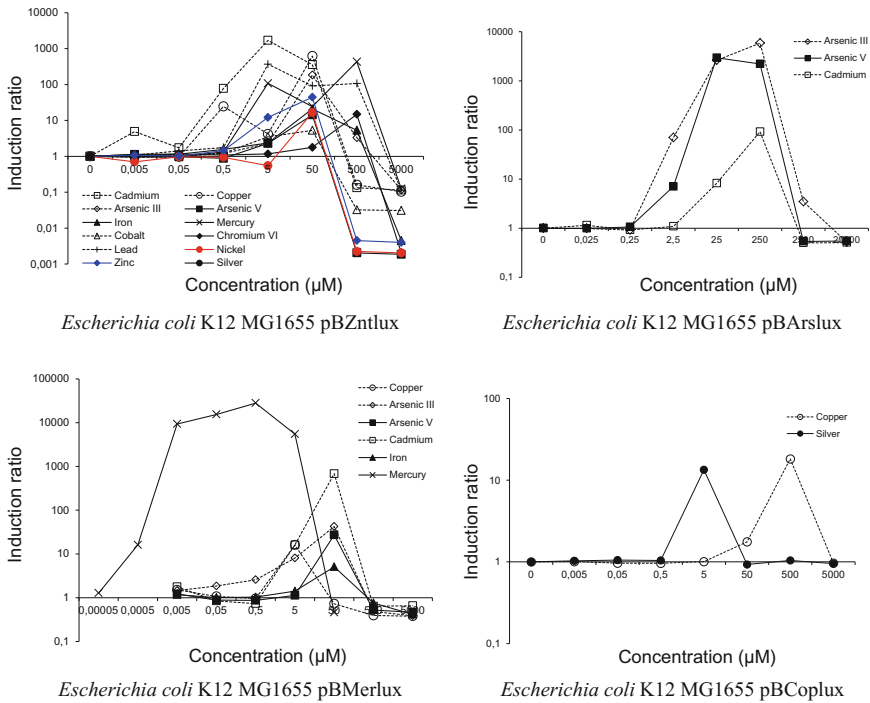 10000
1000
100
10
1
0,1
0,01
0,001
Induction ratio
0 0,005 0,05 0,5 5 50 500 5000
Cadmium Copper
Arsenic III Arsenic V
Iron Mercury
Cobalt Chromium VI
Lead Nickel
Zinc Silver
Concentration (µM)
Escherichia coli K12 MG1655 pBZntlux
10000
1000
100
10
1
0,1
Induction ratio
0 0,025 0,25 2,5 25 250
Arsenic III
Arsenic V
Cadmium
Concentration (µM)
Escherichia coli K12 MG1655 pBArslux
100000
10000
1000
100
10
1
0,1
Induction ratio
0,00005 0,0005 0,005 0,05 0,5 5 50
Copper
Arsenic III
Arsenic V
Cadmium
Iron
Mercury
Concentration (µM)
Escherichia coli K12 MG1655 pBMerlux
100
10
1
0,1
Induction ratio
0 0,005 0,05 0,5 5 50 500 5000
Copper
Silver
Concentration (µM)
Escherichia coli K12 MG1655 pBCoplux